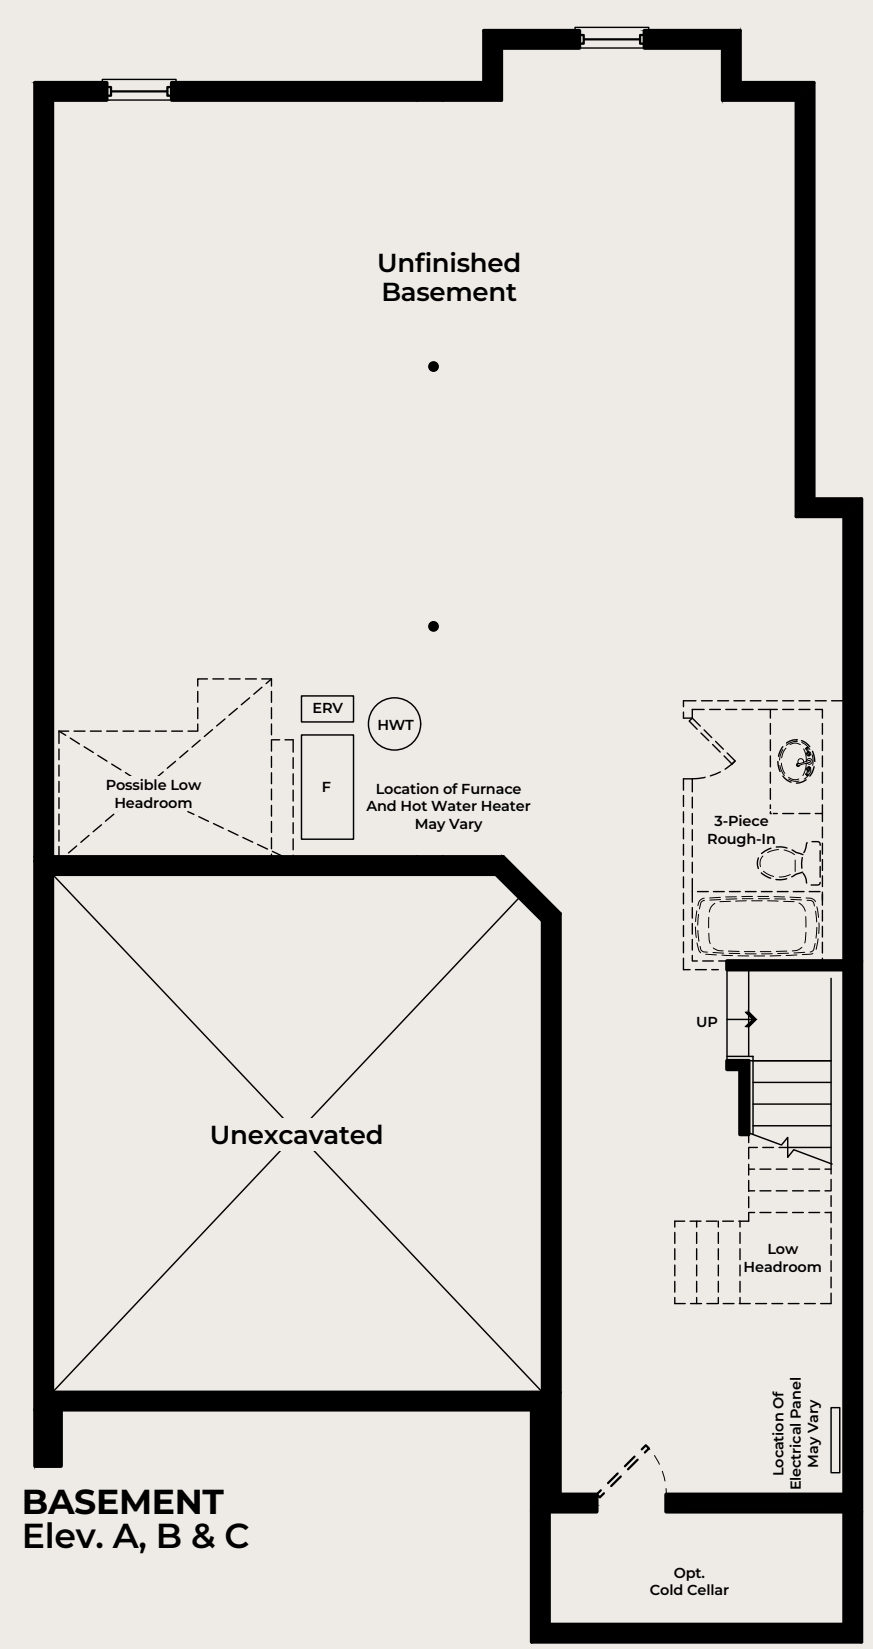 Unfinished
Basement
ERV
HWT
F
Possible Low
Headroom
Location of Furnace
And Hot Water Heater
May Vary
3-Piece
Rough-In
UP
Unexcavated
Low
Headroom
Location Of
Electrical Panel
May Vary
BASEMENT
Elev. A, B & C
Opt.
Cold Cellar